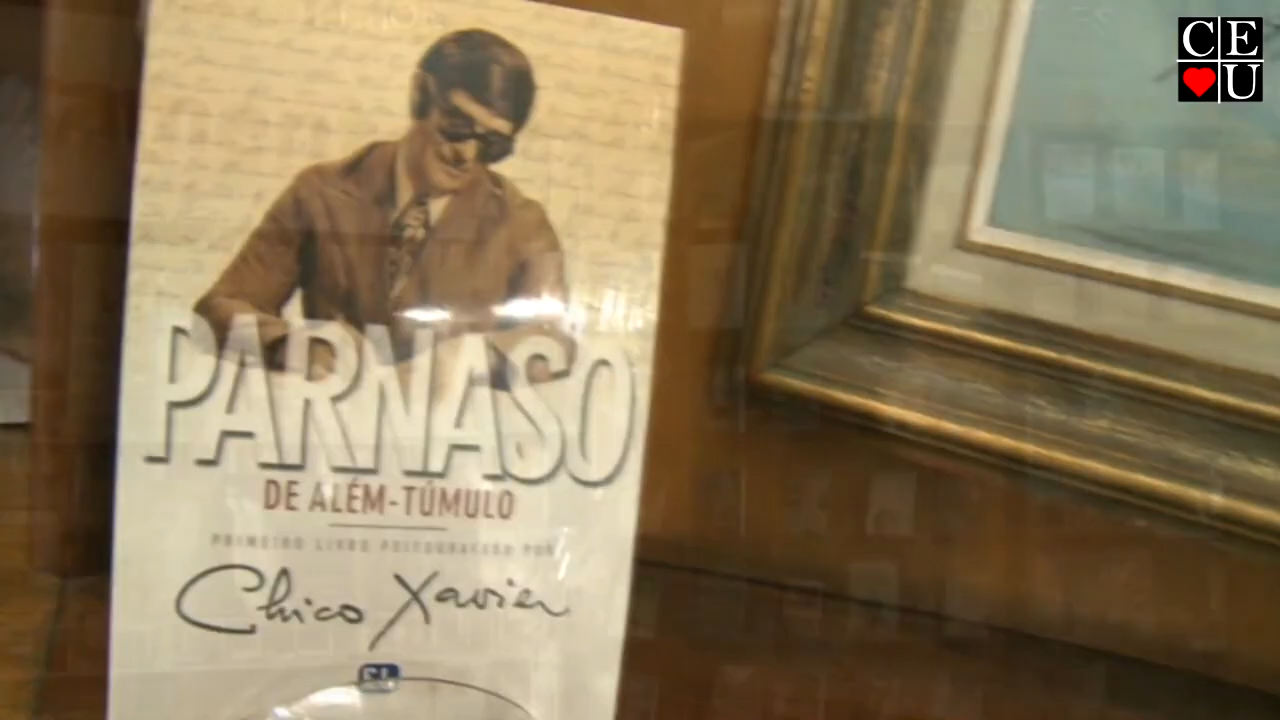 PARNASO
DE ALÉM-TÚMULO
PRIMEIRO LIVRO PSICOGRAFADO POR
Chico Xavier
CE
U